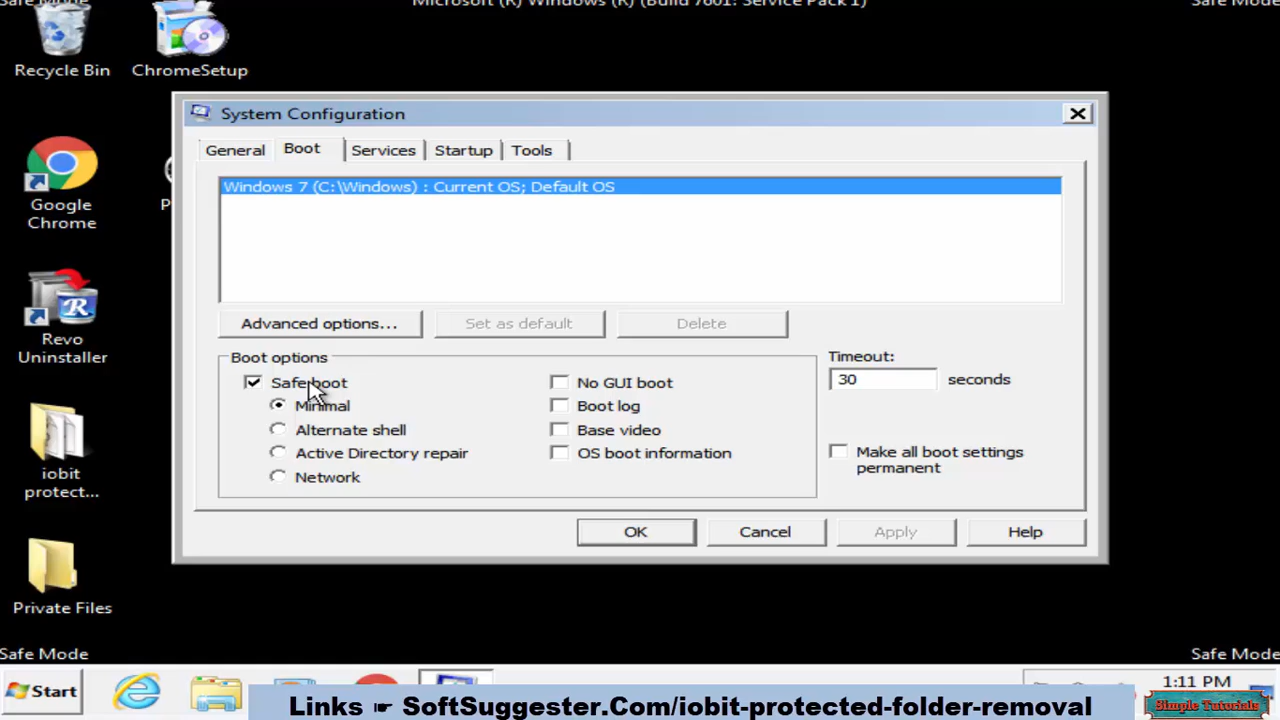 Safe Mode
Microsoft (R) Windows (R) (Build 7601: Service Pack 1)
Safe Mode
Recycle Bin
ChromeSetup
System Configuration
General
Boot
Services
Startup
Tools
Windows 7 (C:\Windows) : Current OS; Default OS
Google
Chrome
P
Advanced options...
Set as default
Delete
Revo
Uninstaller
Boot options
Timeout:
Safe boot
No GUI boot
30
seconds
Minimal
Boot log
Alternate shell
Base video
Active Directory repair
OS boot information
Make all boot settings
permanent
Network
iobit
protect...
OK
Cancel
Apply
Help
Private Files
Safe Mode
Safe Mode
Start
1:11 PM
Links ☛ SoftSuggester.Com/iobit-protected-folder-removal
Simple Tutorials